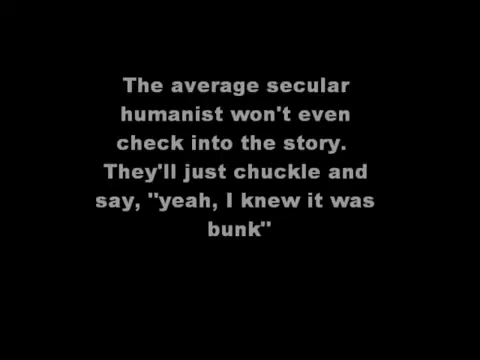 The average secular
humanist won't even
check into the story.
They'll just chuckle and
say, "yeah, I knew it was
bunk"